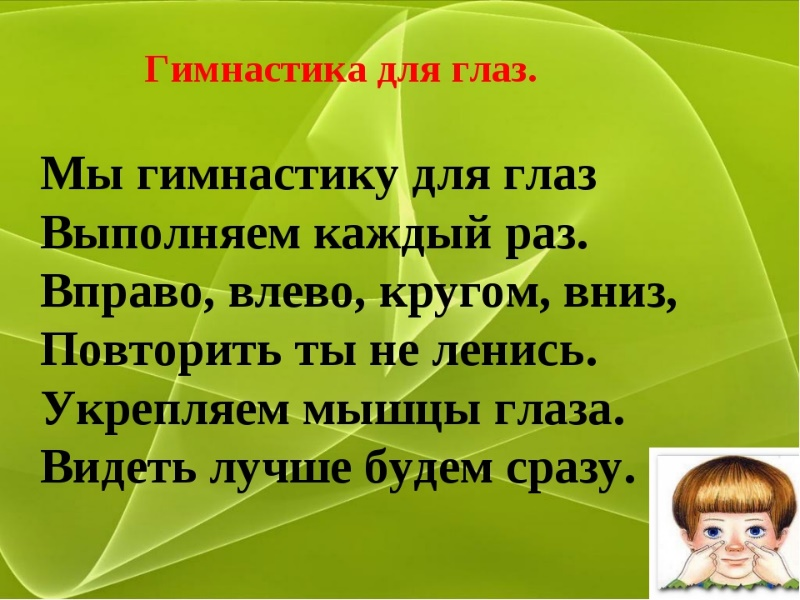 Гимнастика для глаз.
Мы гимнастику для глаз
Выполняем каждый раз.
Вправо, влево, кругом, вниз,
Повторить ты не ленись.
Укрепляем мышцы глаза.
Видеть лучше будем сразу.